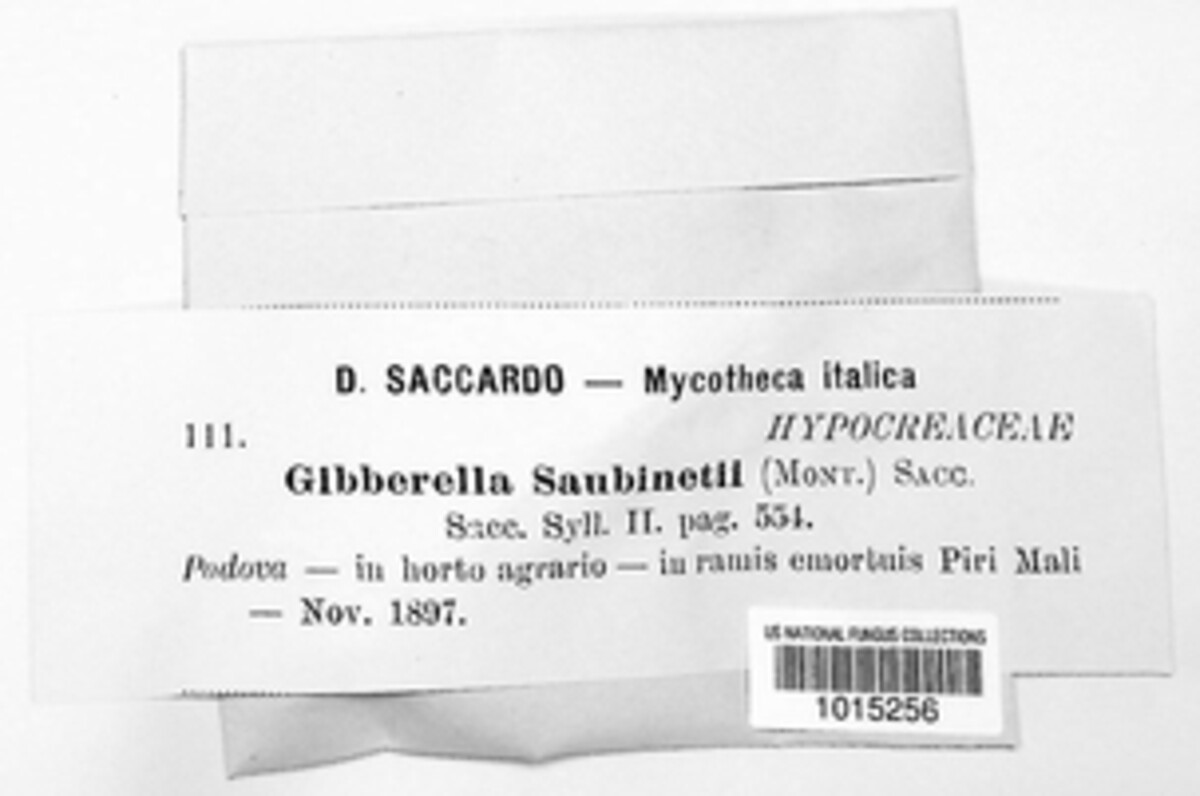 D. SACCARDO — Mycotheca italica
111. HYPOCREACEAE
Gibberella Saubinetii (MONT.) SACC.
Sacc. Syll. II. pag. 554.
Podova — in horto agrario — in ramis emortuis Piri Mali
— Nov. 1897.
US NATIONAL FUNGUS COLLECTIONS
1015256